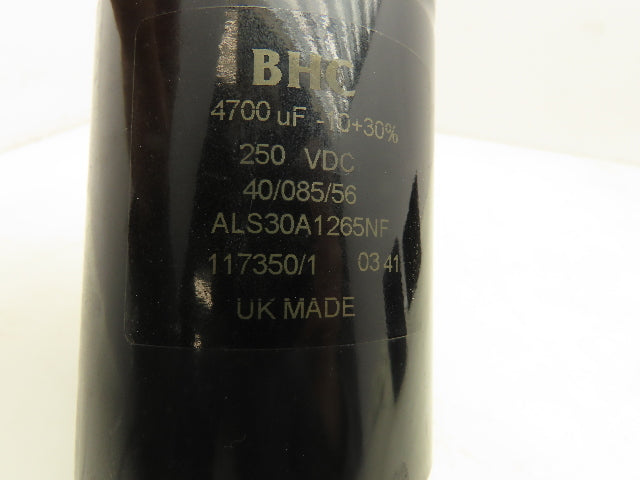 BHC
4700 uF -10+30%
250 VDC
40/085/56
ALS30A1265NF
117350/1 03 41
UK MADE